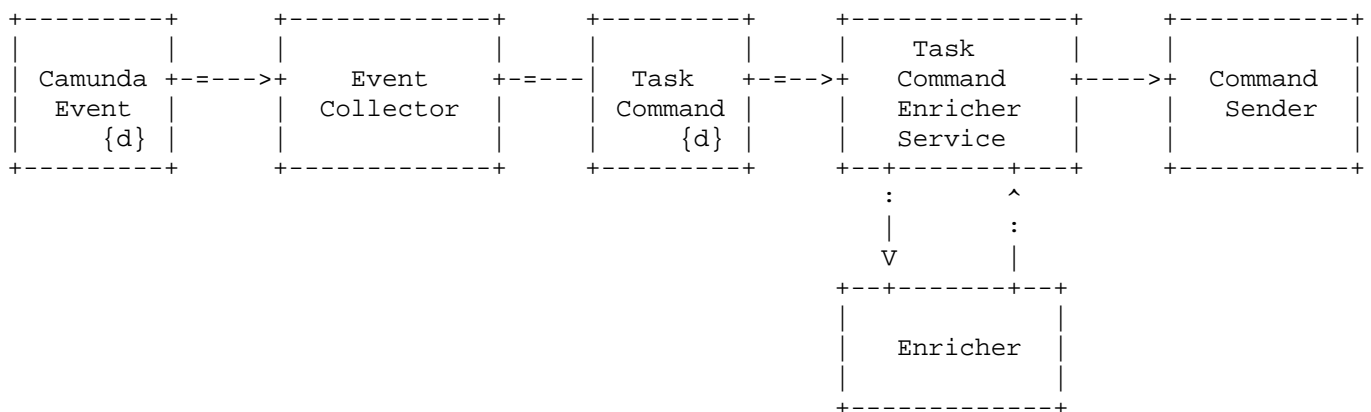 Camunda
Event
{d}
Event
Collector
Task
Command
{d}
Task
Command
Enricher
Service
Command
Sender
Enricher